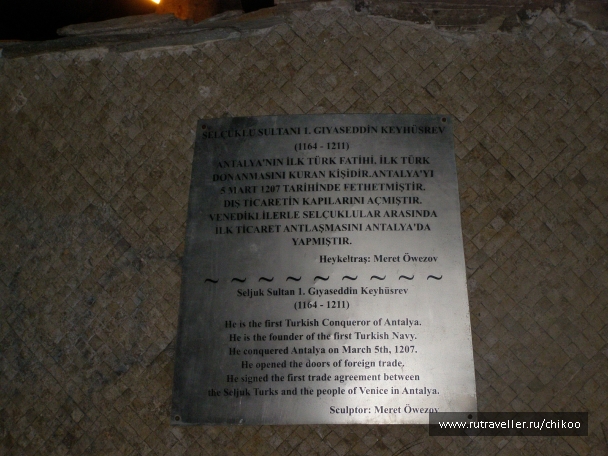 SELÇUKLU SULTANI 1. GIYASEDDİN KEYHÜSREV
(1164 - 1211)
ANTALYA'NIN İLK TÜRK FATİHİ, İLK TÜRK
DONANMASINI KURAN KİŞİDİR.ANTALYA'YI
5 MART 1207 TARİHİNDE FETHETMİŞTİR.
DIŞ TİCARETİN KAPILARINI AÇMIŞTIR.
VENEDİKLİLERLE SELÇUKLULAR ARASINDA
İLK TİCARET ANTLAŞMASINI ANTALYA'DA
YAPMIŞTIR.
Heykeltraş: Meret Öwezov
Seljuk Sultan 1. Gıyaseddin Keyhüsrev
(1164 - 1211)
He is the first Turkish Conqueror of Antalya.
He is the founder of the first Turkish Navy.
He conquered Antalya on March 5th, 1207.
He opened the doors of foreign trade.
He signed the first trade agreement between
the Seljuk Turks and the people of Venice in Antalya.
Sculptor: Meret Öwezov
www.rutraveller.ru/chikoo